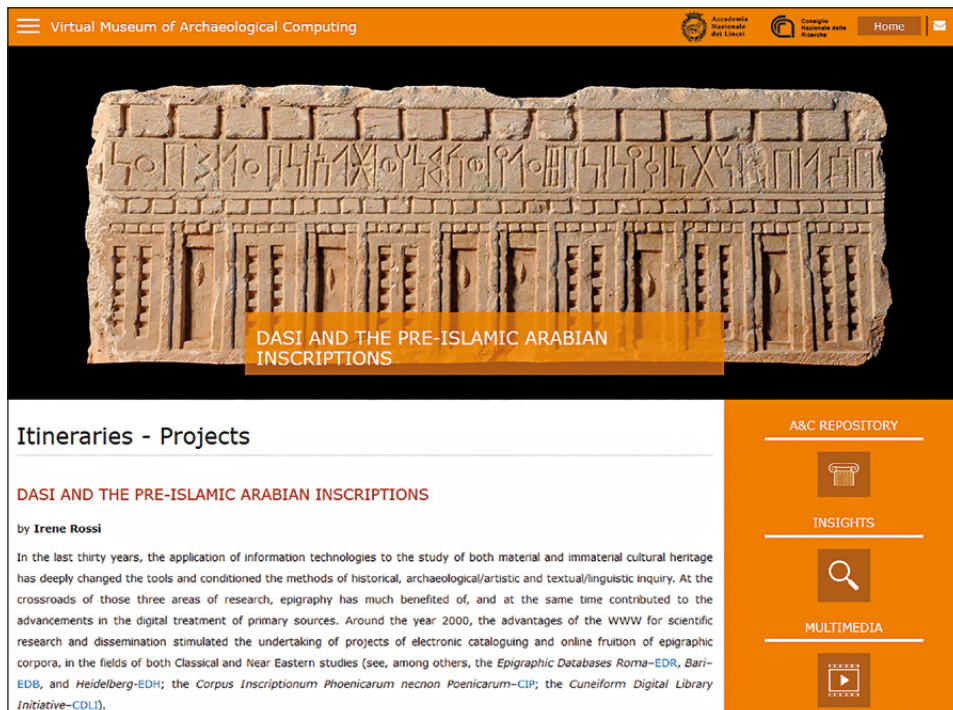 Virtual Museum of Archaeological Computing
Accademia
Nazionale
dei Lincei
Consiglio
Nazionale delle
Ricerche
Home
DASI AND THE PRE-ISLAMIC ARABIAN
INSCRIPTIONS
Itineraries - Projects
DASI AND THE PRE-ISLAMIC ARABIAN INSCRIPTIONS
by Irene Rossi
In the last thirty years, the application of information technologies to the study of both material and immaterial cultural heritage
has deeply changed the tools and conditioned the methods of historical, archaeological/artistic and textual/linguistic inquiry. At the
crossroads of those three areas of research, epigraphy has much benefited of, and at the same time contributed to the
advancements in the digital treatment of primary sources. Around the year 2000, the advantages of the WWW for scientific
research and dissemination stimulated the undertaking of projects of electronic cataloguing and online fruition of epigraphic
corpora, in the fields of both Classical and Near Eastern studies (see, among others, the Epigraphic Databases Roma–EDR, Bari–
EDB, and Heidelberg-EDH; the Corpus Inscriptionum Phoenicarum necnon Poenicarum–CIP; the Cuneiform Digital Library
Initiative–CDLI).
A&C REPOSITORY
INSIGHTS
MULTIMEDIA